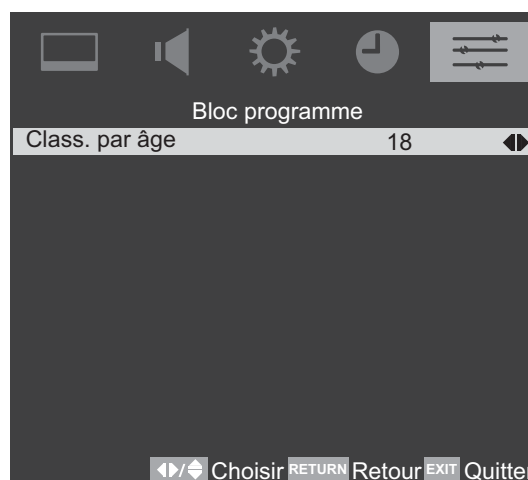 Bloc programme
Class. par âge 18
Choisir RETURN Retour EXIT Quitter